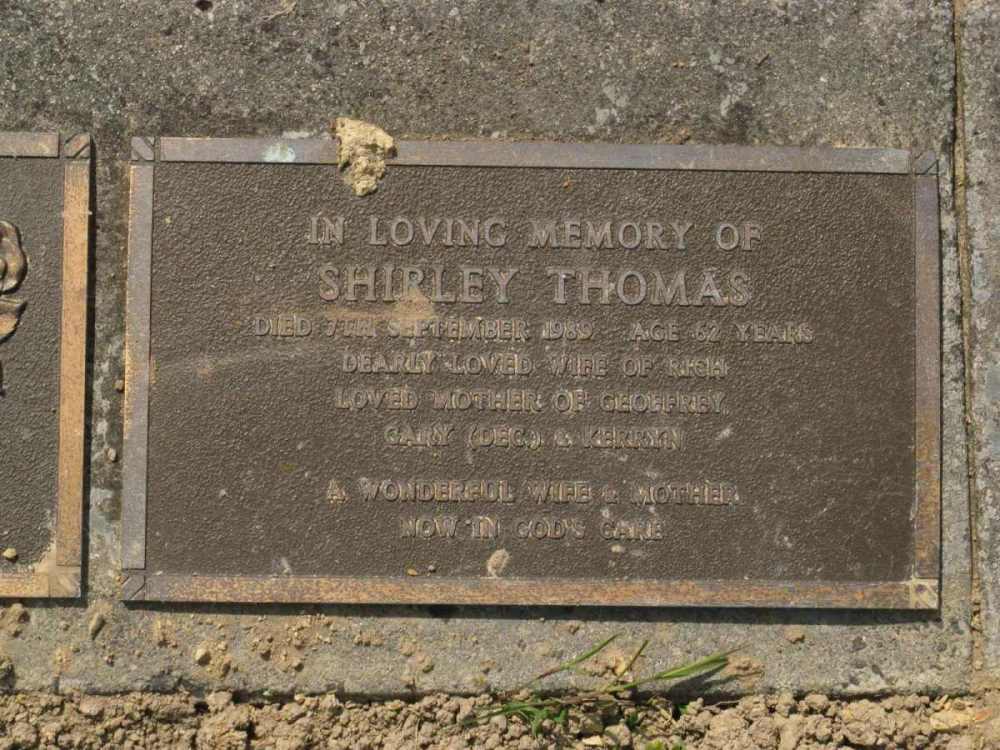 IN LOVING MEMORY OF
SHIRLEY THOMAS
DIED 7TH SEPTEMBER 1989 AGE 62 YEARS
DEARLY LOVED WIFE OF RICH
LOVED MOTHER OF GEOFFREY,
GARY (DEC.) & KERRYN
A WONDERFUL WIFE & MOTHER
NOW IN GOD'S CARE